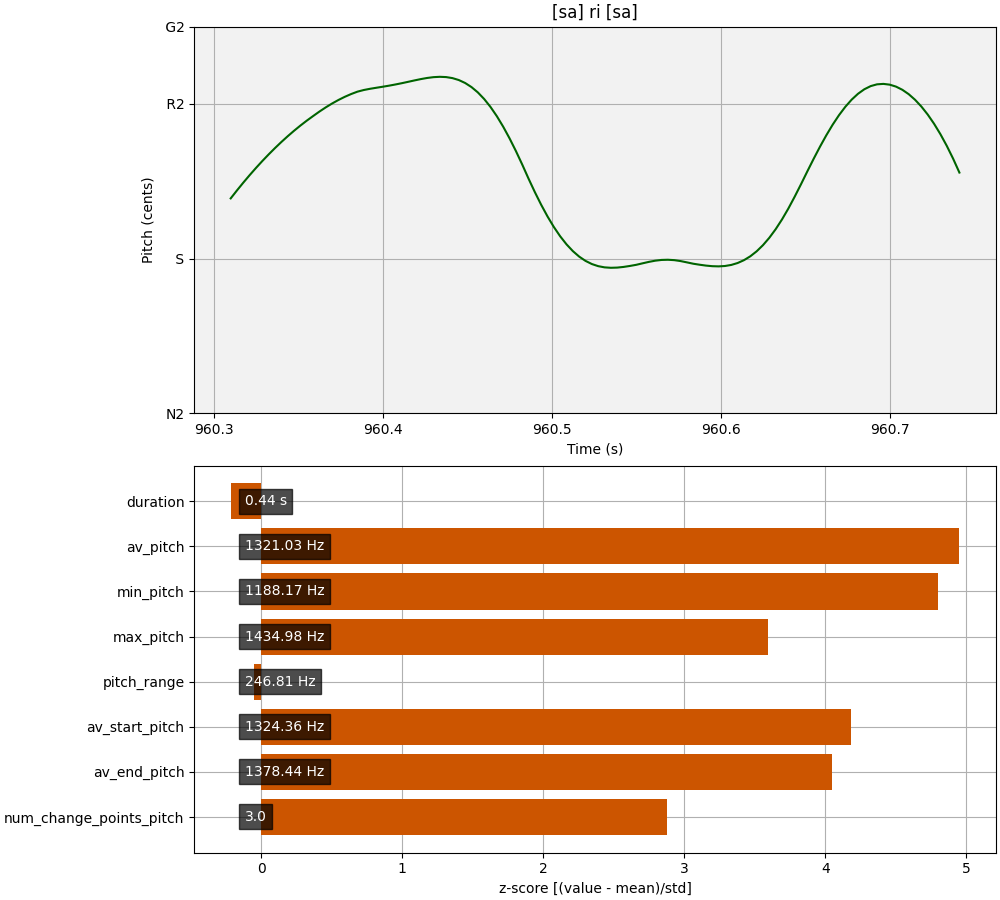 [sa] ri [sa]
G2
R2
S
N2
Pitch (cents)
960.3 960.4 960.5 960.6 960.7
Time (s)
duration 0.44 s
av_pitch 1321.03 Hz
min_pitch 1188.17 Hz
max_pitch 1434.98 Hz
pitch_range 246.81 Hz
av_start_pitch 1324.36 Hz
av_end_pitch 1378.44 Hz
num_change_points_pitch 3.0
0 1 2 3 4 5
z-score [(value - mean)/std]